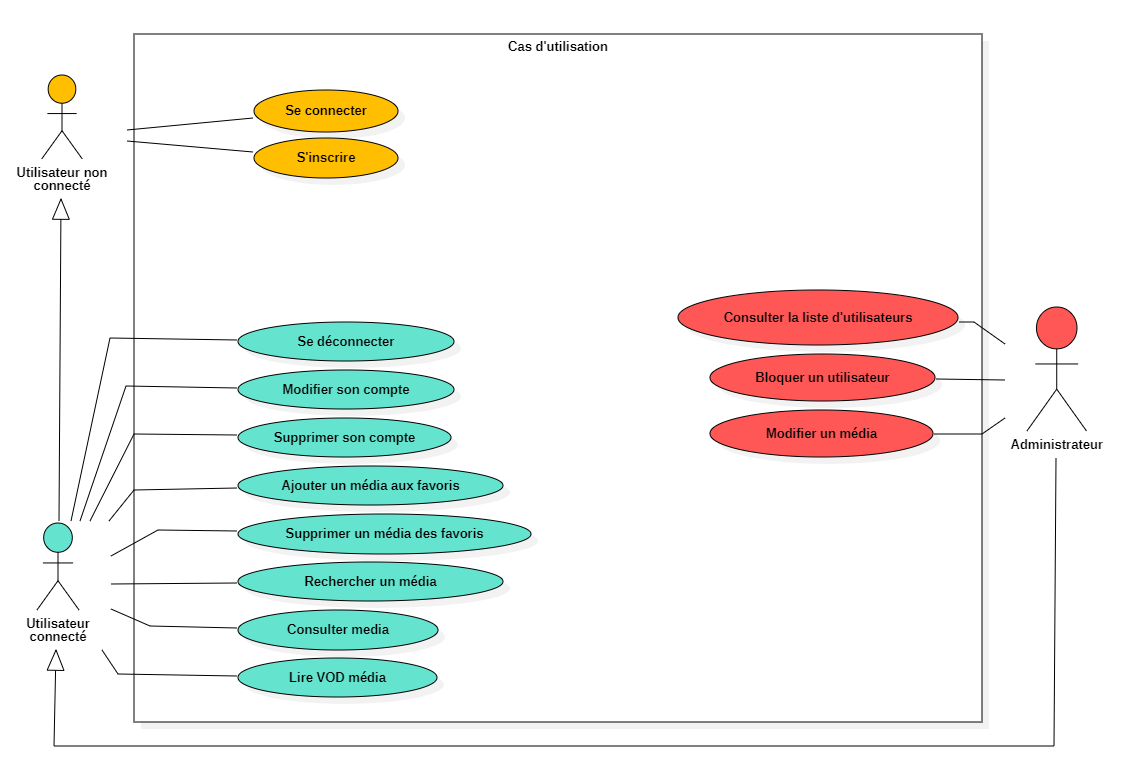 Cas d'utilisation
Se connecter
S'inscrire
Utilisateur non
connecté
Consulter la liste d'utilisateurs
Bloquer un utilisateur
Modifier un média
Administrateur
Se déconnecter
Modifier son compte
Supprimer son compte
Ajouter un média aux favoris
Supprimer un média des favoris
Rechercher un média
Consulter media
Lire VOD média
Utilisateur
connecté